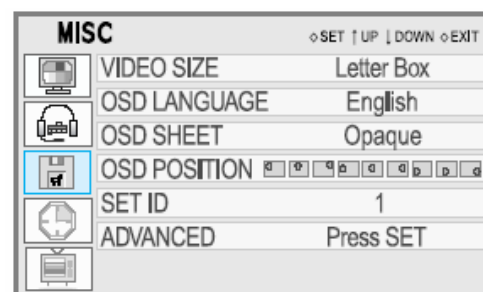 MISC ◇SET ↑UP ↓DOWN ◇EXIT
VIDEO SIZE Letter Box
OSD LANGUAGE English
OSD SHEET Opaque
OSD POSITION
SET ID 1
ADVANCED Press SET